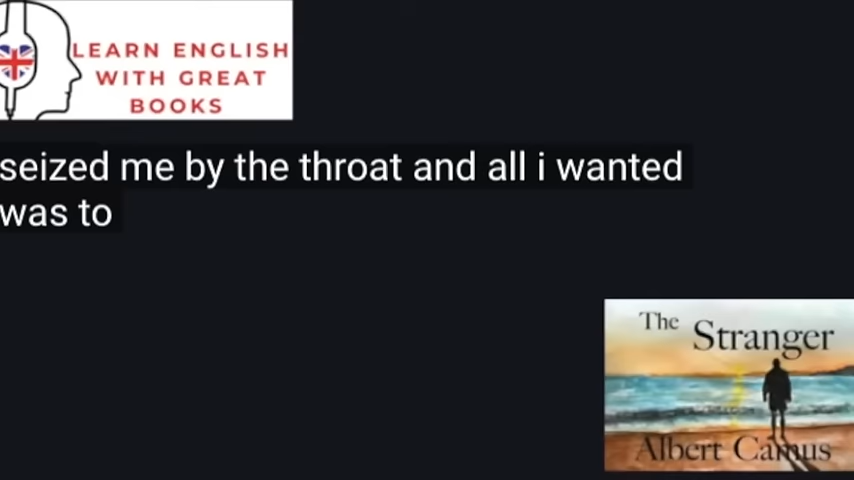 LEARN ENGLISH
WITH GREAT
BOOKS
seized me by the throat and all i wanted
was to
The Stranger
Albert Camus